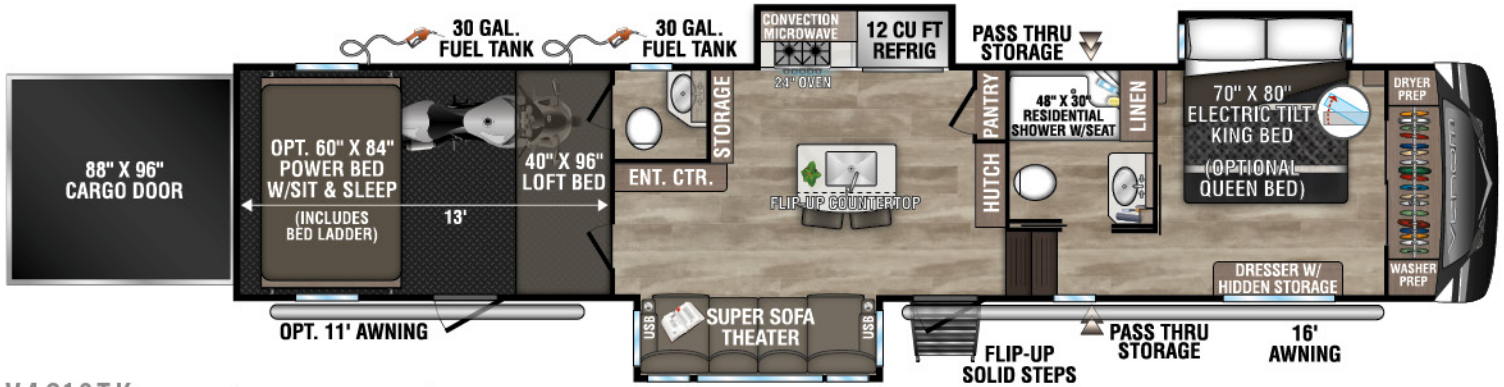 30 GAL.
FUEL TANK
30 GAL.
FUEL TANK
CONVECTION
MICROWAVE
24" OVEN
12 CU FT
REFRIG
PASS THRU
STORAGE
88" X 96"
CARGO DOOR
OPT. 60" X 84"
POWER BED
W/SIT & SLEEP
(INCLUDES
BED LADDER)
13'
40" X 96"
LOFT BED
STORAGE
ENT. CTR.
FLIP-UP COUNTERTOP
PANTRY
HUTCH
48" X 30"
RESIDENTIAL
SHOWER W/SEAT
LINEN
70" X 80"
ELECTRIC TILT
KING BED
(OPTIONAL
QUEEN BED)
DRYER
PREP
VENOM
WASHER
PREP
DRESSER W/
HIDDEN STORAGE
OPT. 11' AWNING
USB
SUPER SOFA
THEATER
USB
FLIP-UP
SOLID STEPS
PASS THRU
STORAGE
16'
AWNING